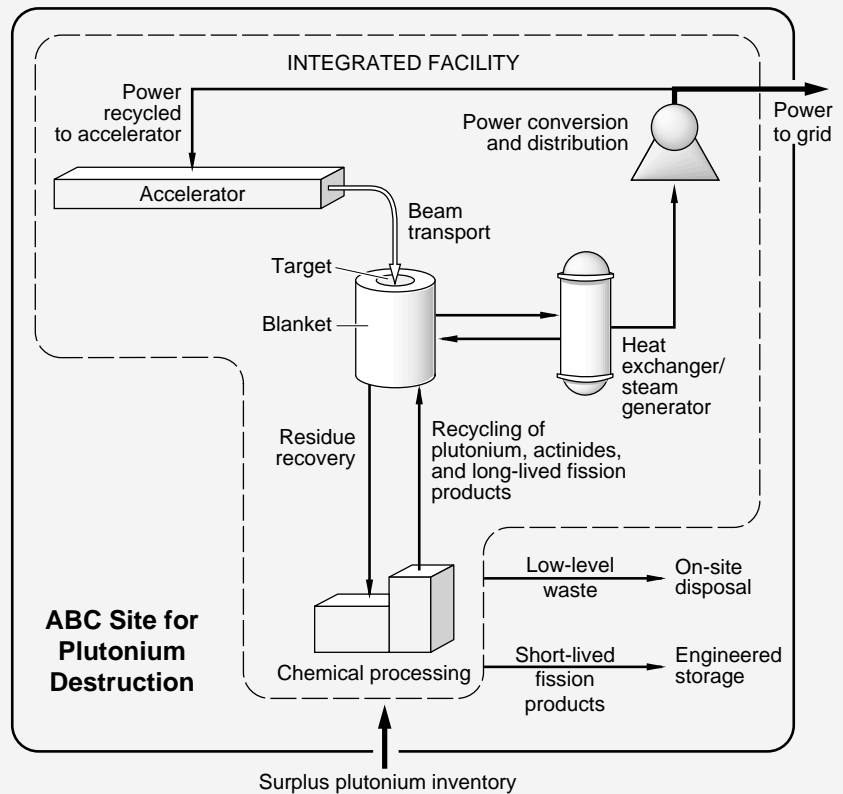 INTEGRATED FACILITY
Power
recycled
to accelerator
Power conversion
and distribution
Power
to grid
Accelerator
Beam
transport
Target
Blanket
Heat
exchanger/
steam
generator
Residue
recovery
Recycling of
plutonium, actinides,
and long-lived fission
products
Low-level
waste
On-site
disposal
ABC Site for
Plutonium
Destruction
Chemical processing
Short-lived
fission
products
Engineered
storage
Surplus plutonium inventory